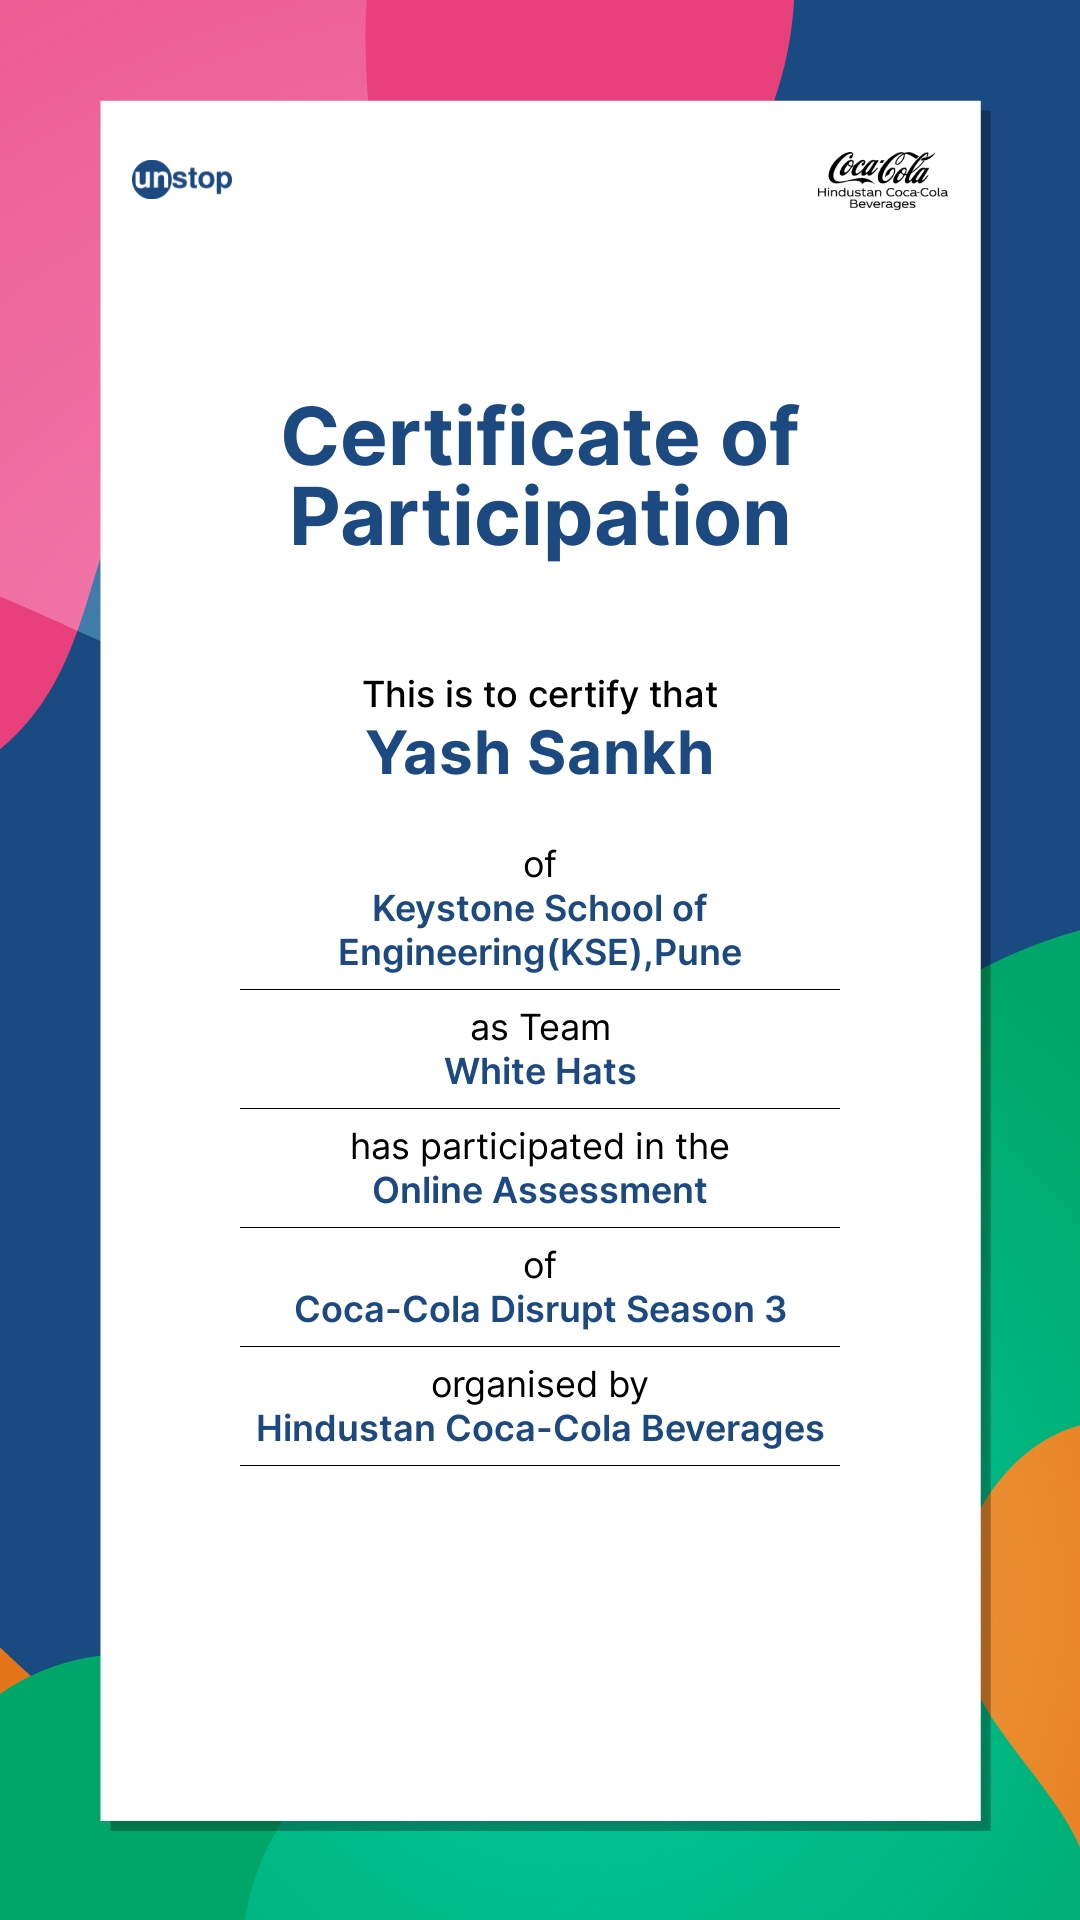 unstop
Coca-Cola
Hindustan Coca-Cola
Beverages
Certificate of
Participation
This is to certify that
Yash Sankh
of
Keystone School of
Engineering(KSE),Pune
as Team
White Hats
has participated in the
Online Assessment
of
Coca-Cola Disrupt Season 3
organised by
Hindustan Coca-Cola Beverages